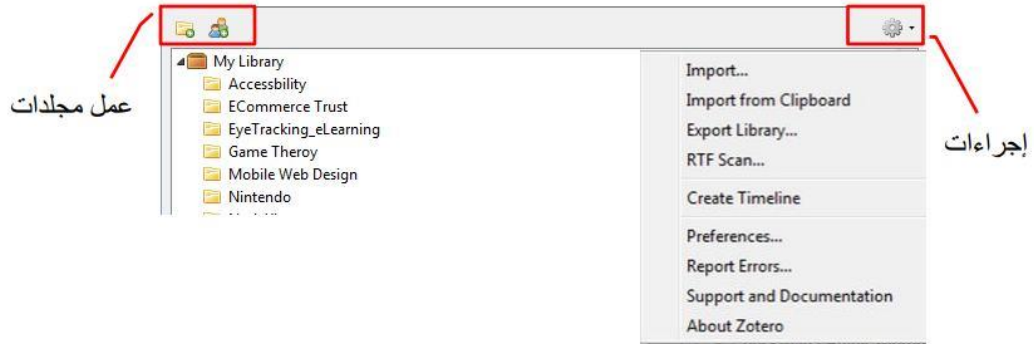 My Library
Accessbility
ECommerce Trust
EyeTracking_eLearning
Game Theroy
Mobile Web Design
Nintendo
عمل مجلدات
Import...
Import from Clipboard
Export Library...
RTF Scan...
Create Timeline
Preferences...
Report Errors...
Support and Documentation
About Zotero
إجراءات